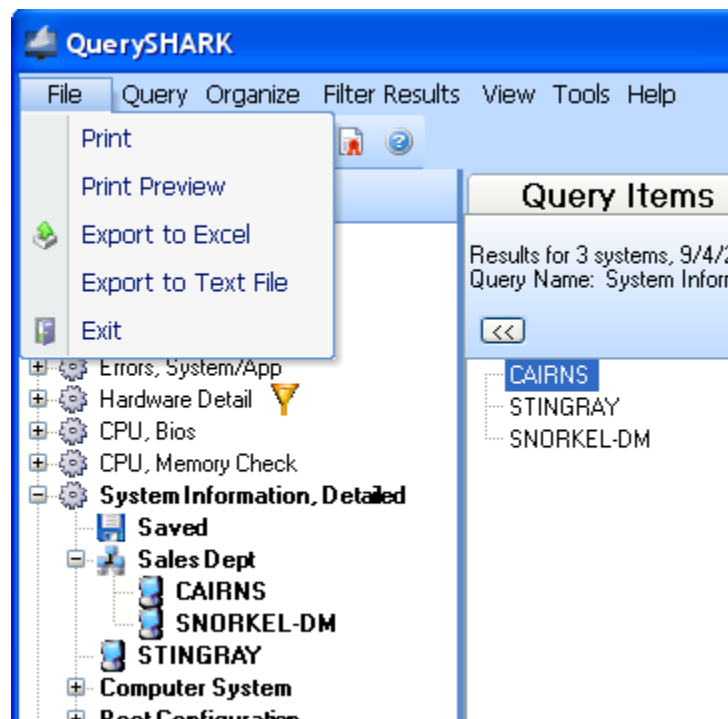 QuerySHARK
File Query Organize Filter Results View Tools Help
Print
Print Preview
Export to Excel
Export to Text File
Exit
Errors, System/App
Hardware Detail
CPU, Bios
CPU, Memory Check
System Information, Detailed
Saved
Sales Dept
CAIRNS
SNORKEL-DM
STINGRAY
Computer System
Boot Configuration
Query Items
Results for 3 systems, 9/4/2
Query Name: System Inform
<<
CAIRNS
STINGRAY
SNORKEL-DM